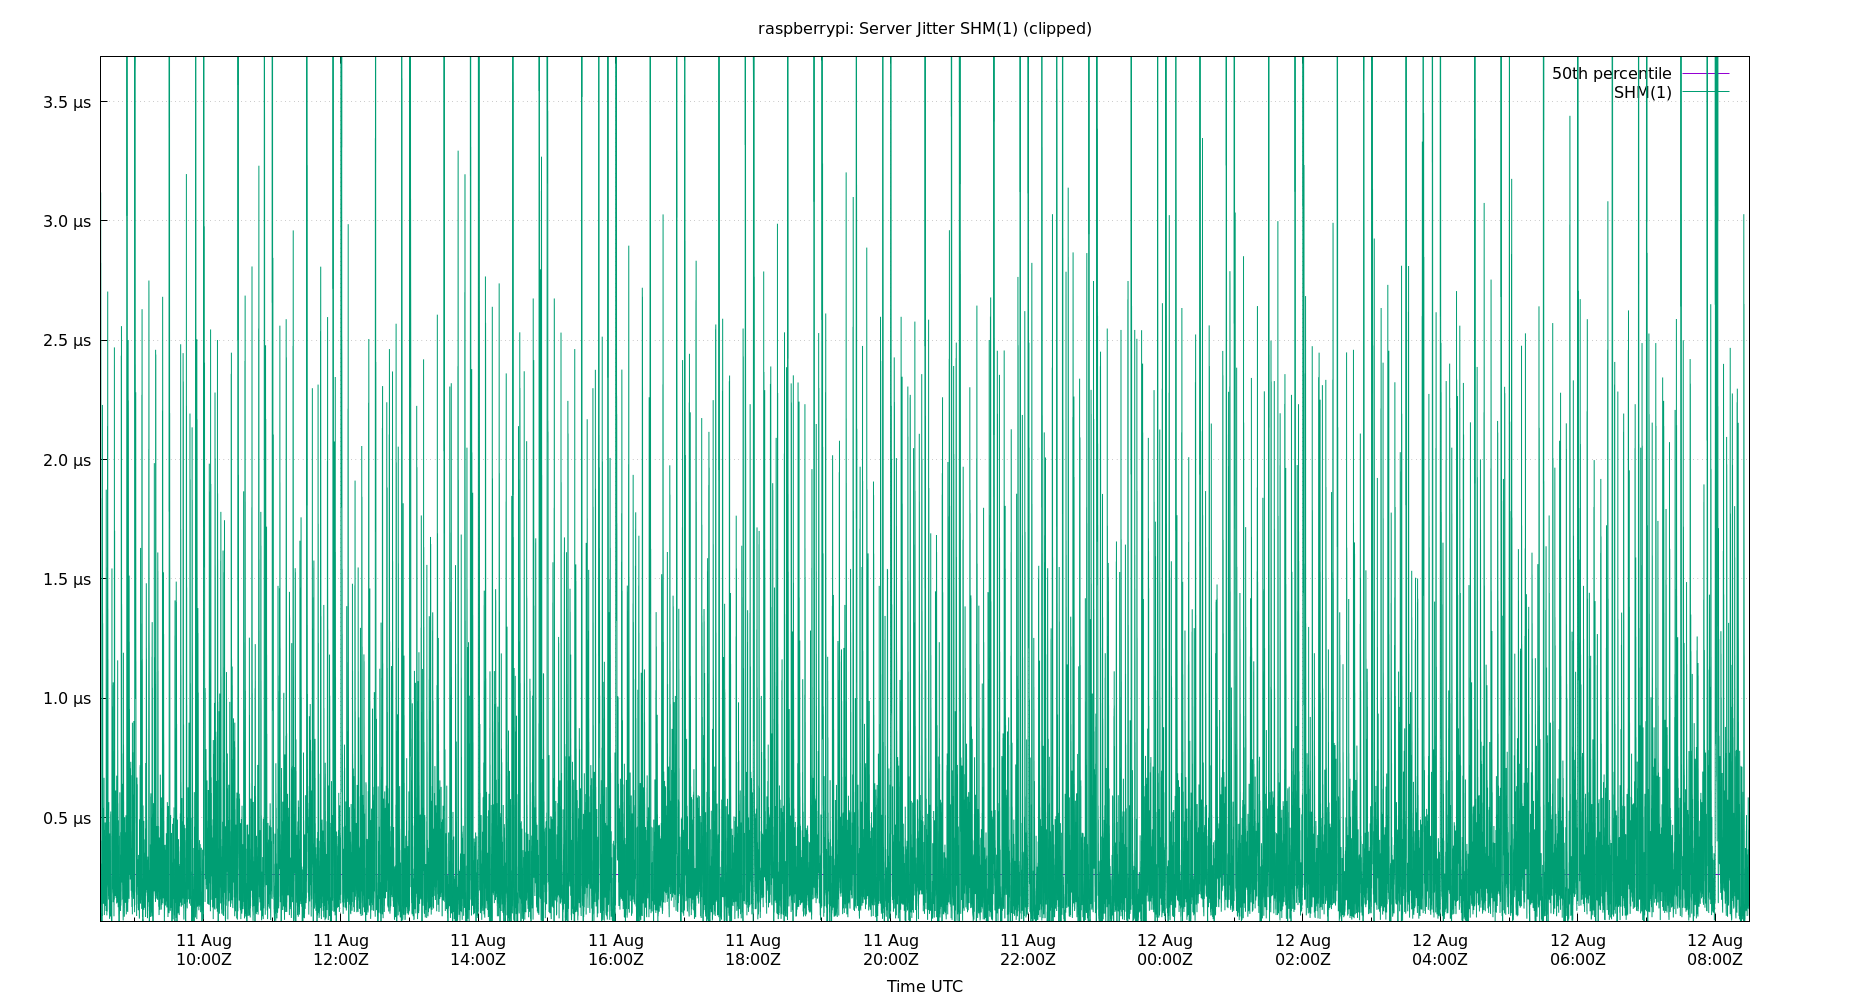 raspberrypi: Server Jitter SHM(1) (clipped)
50th percentile
SHM(1)
3.5 µs
3.0 µs
2.5 µs
2.0 µs
1.5 µs
1.0 µs
0.5 µs
11 Aug 11 Aug 11 Aug 11 Aug 11 Aug 11 Aug 11 Aug 12 Aug 12 Aug 12 Aug 12 Aug 12 Aug
10:00Z 12:00Z 14:00Z 16:00Z 18:00Z 20:00Z 22:00Z 00:00Z 02:00Z 04:00Z 06:00Z 08:00Z
Time UTC